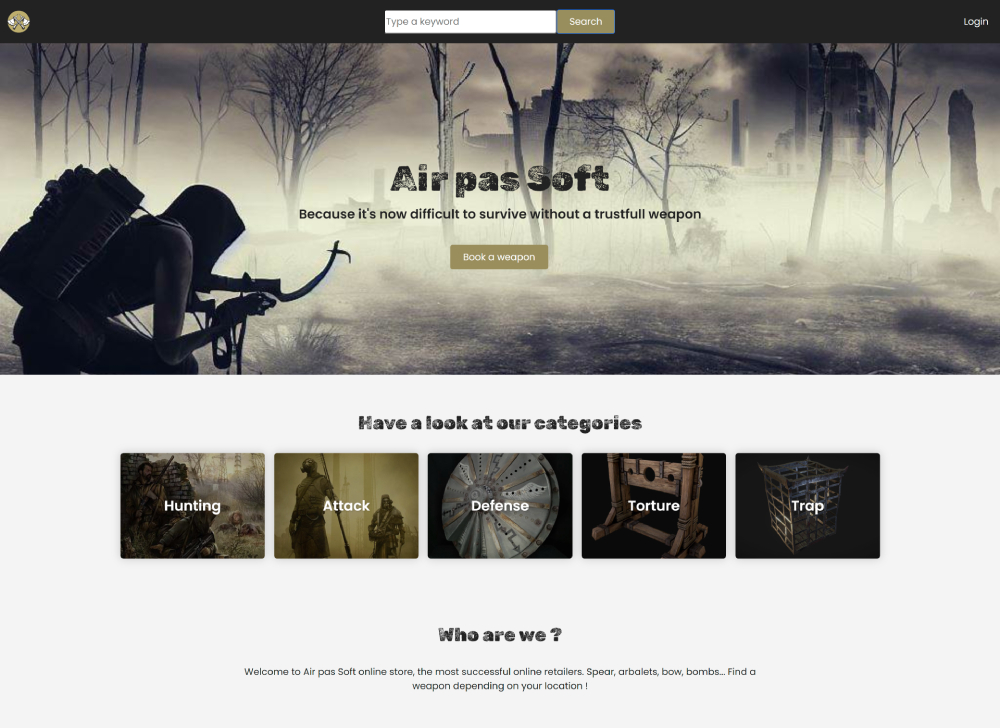 Type a keyword
Search
Login
Air pas Soft
Because it's now difficult to survive without a trustfull weapon
Book a weapon
Have a look at our categories
Hunting
Attack
Defense
Torture
Trap
Who are we ?
Welcome to Air pas Soft online store, the most successful online retailers. Spear, arbalets, bow, bombs... Find a
weapon depending on your location !